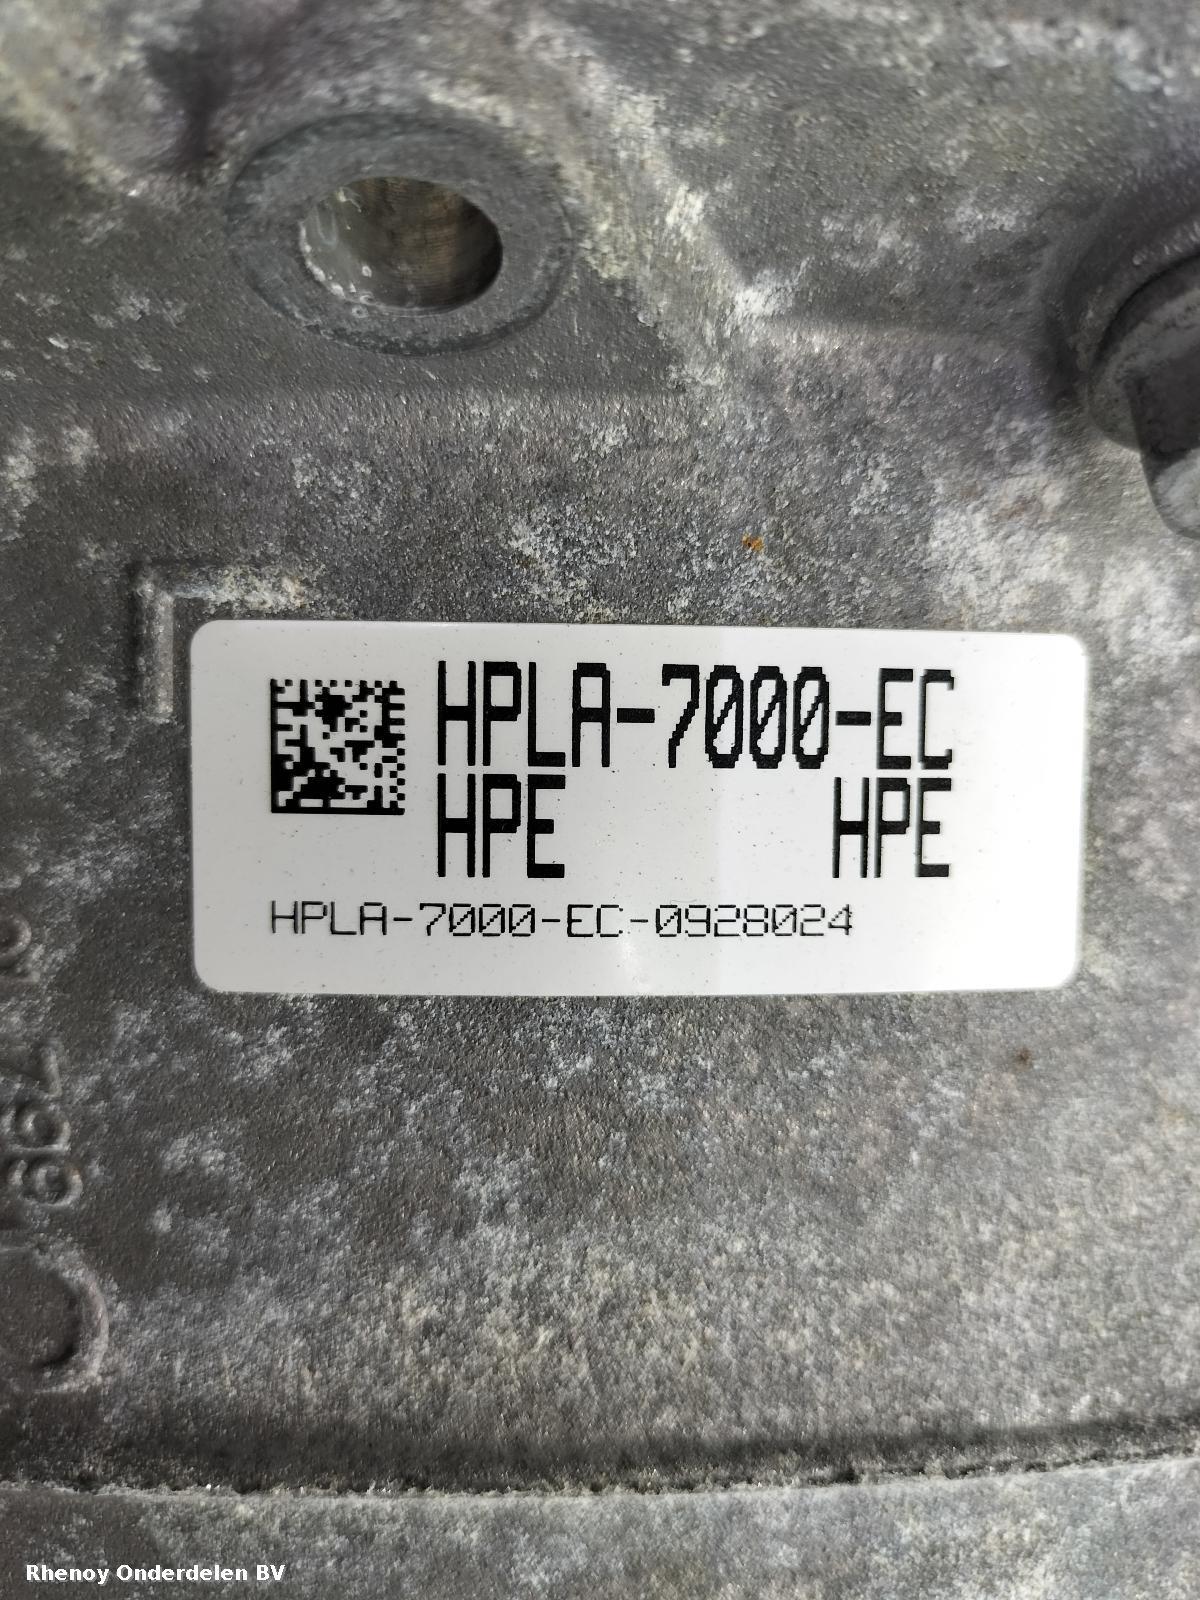 HPLA-7000-EC
HPE HPE
HPLA-7000-EC-0928024
Rhenoy Onderdelen BV